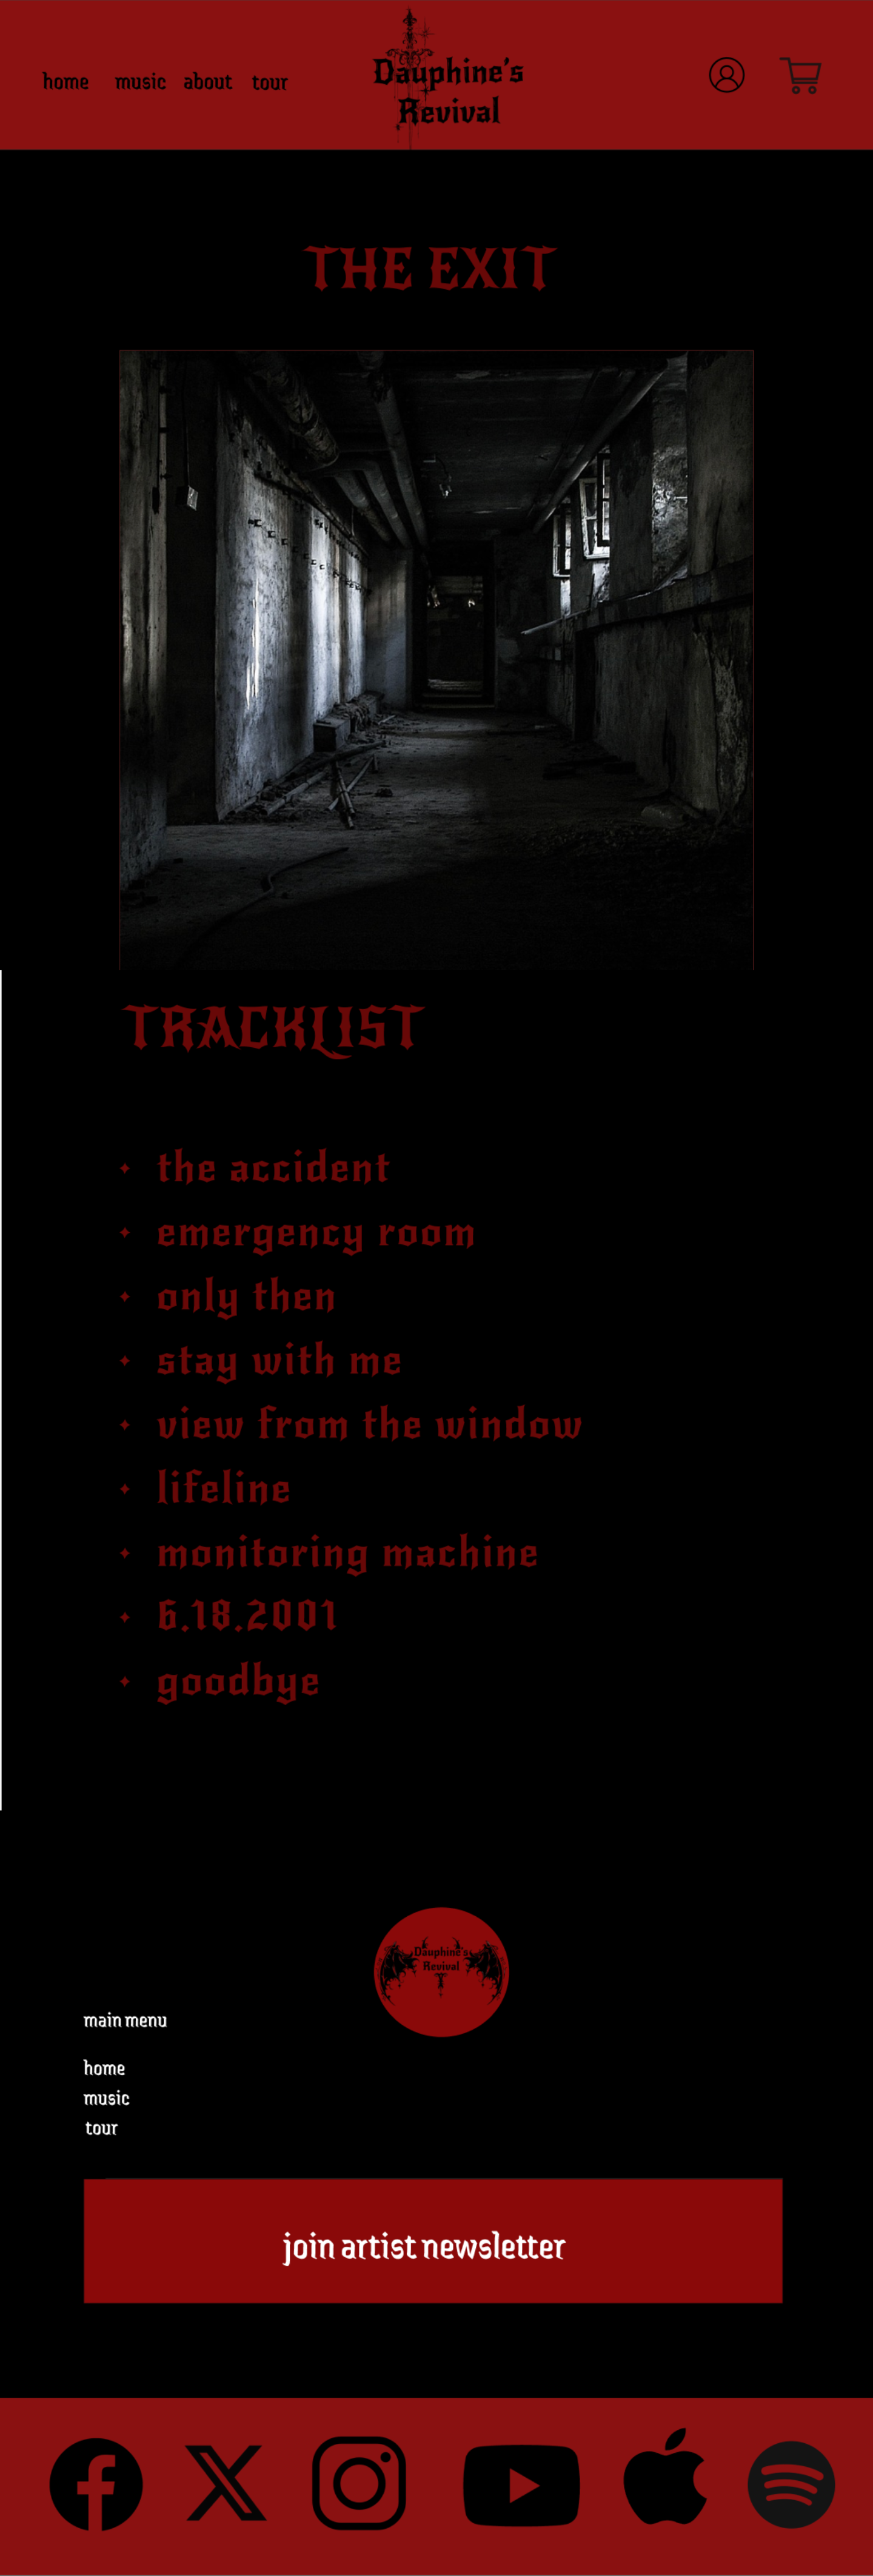 home music about tour
Dauphine's
Revival
THE EXIT
TRACKLIST
the accident
emergency room
only then
stay with me
view from the window
lifeline
monitoring machine
6.18.2001
goodbye
Dauphine's
Revival
main menu
home
music
tour
join artist newsletter